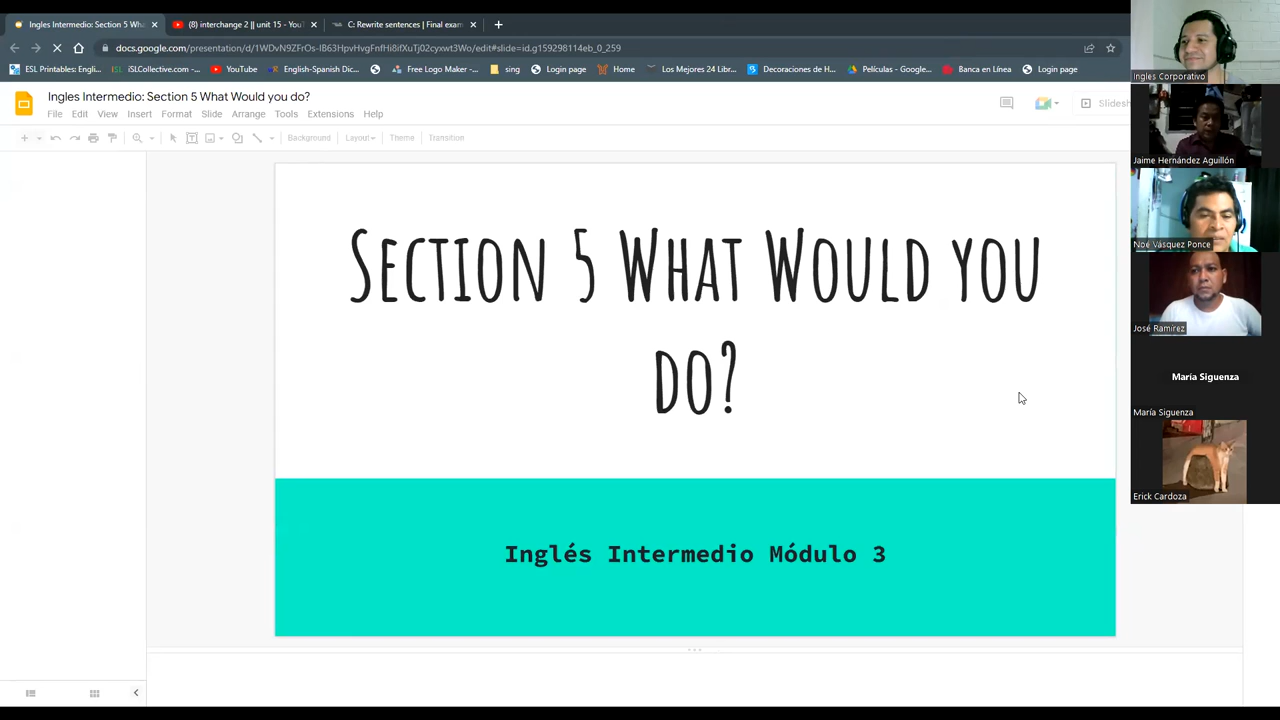 Ingles Intermedio: Section 5 Wha
(8) interchange 2 || unit 15 - YouT
C: Rewrite sentences | Final exam
docs.google.com/presentation/d/1WDvN9ZFrOs-IB63HpvHvgFnfHi8ifXuTj02cyxwt3Wo/edit#slide=id.g159298114eb_0_259
ESL Printables: Engli...
iSLCollective.com -...
YouTube
English-Spanish Dic...
Free Logo Maker -...
sing
Login page
Home
Los Mejores 24 Libr...
Decoraciones de H...
Películas - Google...
Banca en Línea
Login page
Ingles Intermedio: Section 5 What Would you do?
File Edit View Insert Format Slide Arrange Tools Extensions Help
Slidesh
Background Layout Theme Transition
Section 5 What Would you
do?
Inglés Intermedio Módulo 3
Ingles Corporativo
Jaime Hernández Aguillón
Noé Vásquez Ponce
José Ramírez
María Siguenza
María Siguenza
Erick Cardoza